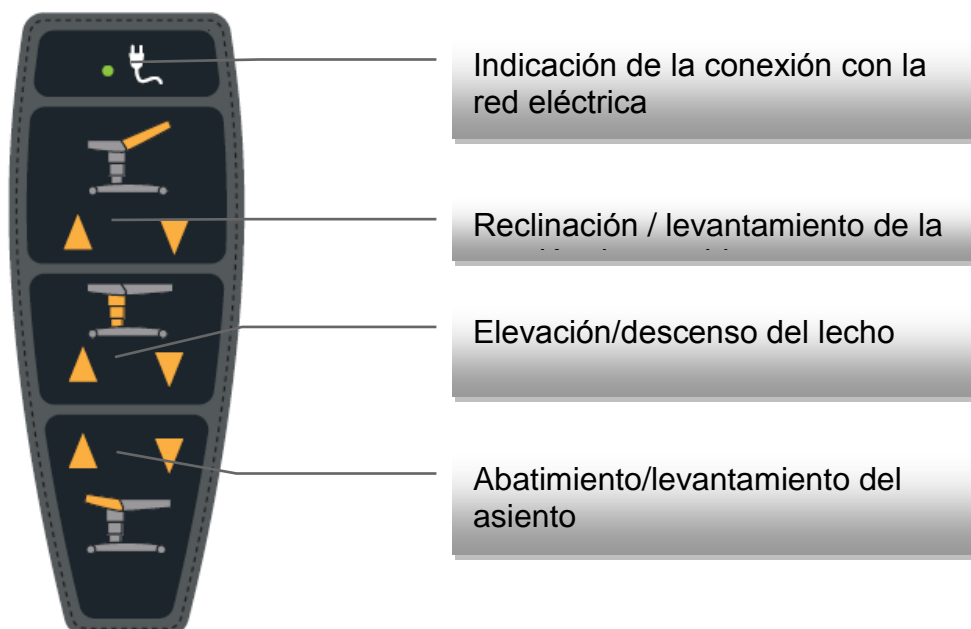 Indicación de la conexión con la
red eléctrica
Reclinación / levantamiento de la
Elevación/descenso del lecho
Abatimiento/levantamiento del
asiento